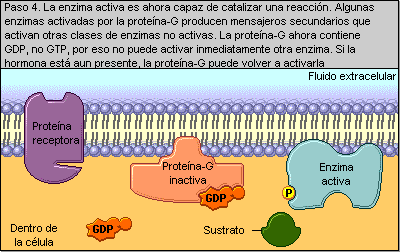 Paso 4. La enzima activa es ahora capaz de catalizar una reacción. Algunas
enzimas activadas por la proteína-G producen mensajeros secundarios que
activan otras clases de enzimas no activas. La proteína-G ahora contiene
GDP, no GTP, por eso no puede activar inmediatamente otra enzima. Si la
hormona está aun presente, la proteína-G puede volver a activarla
Fluido extracelular
Proteína
receptora
Proteína-G
inactiva
GDP
Enzima
activa
P
Dentro de
la célula
GDP
Sustrato